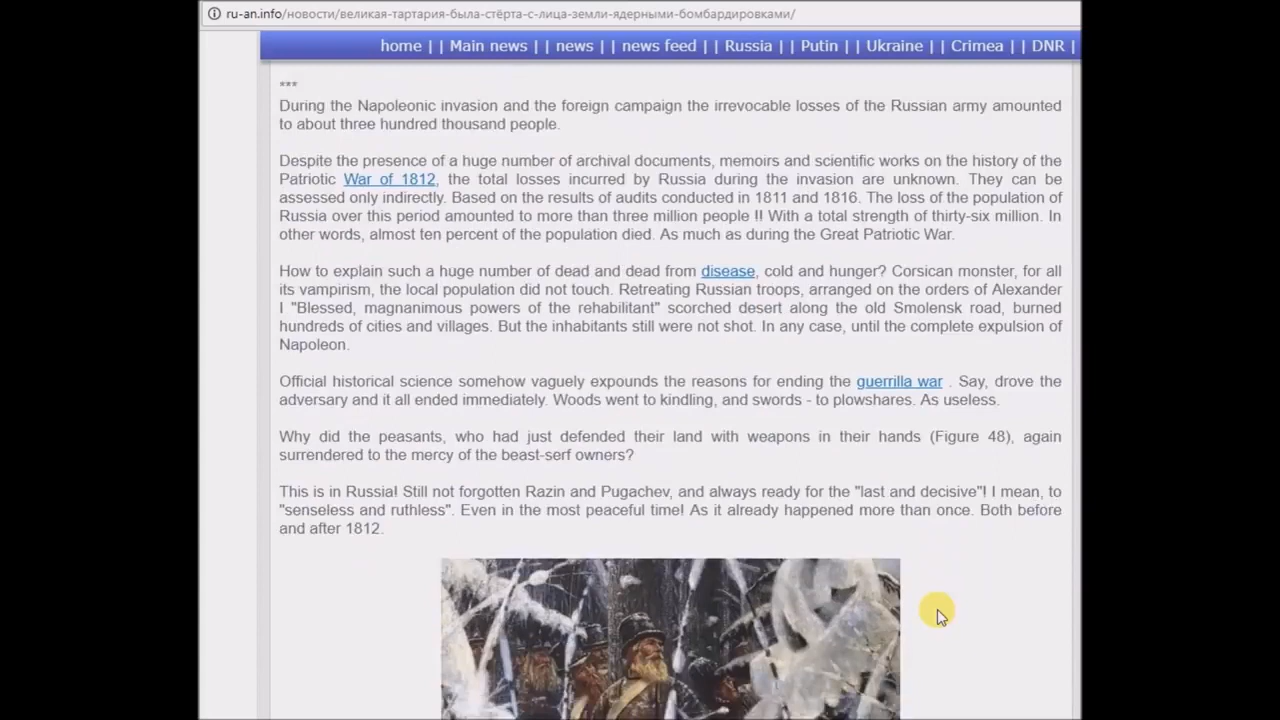 ru-an.info/новости/великая-тартария-была-стёрта-с-лица-земли-ядерными-бомбардировками/
home | | Main news | | news | | news feed | | Russia | | Putin | | Ukraine | | Crimea | | DNR |
***
During the Napoleonic invasion and the foreign campaign the irrevocable losses of the Russian army amounted
to about three hundred thousand people.
Despite the presence of a huge number of archival documents, memoirs and scientific works on the history of the
Patriotic War of 1812, the total losses incurred by Russia during the invasion are unknown. They can be
assessed only indirectly. Based on the results of audits conducted in 1811 and 1816. The loss of the population of
Russia over this period amounted to more than three million people !! With a total strength of thirty-six million. In
other words, almost ten percent of the population died. As much as during the Great Patriotic War.
How to explain such a huge number of dead and dead from disease, cold and hunger? Corsican monster, for all
its vampirism, the local population did not touch. Retreating Russian troops, arranged on the orders of Alexander
I "Blessed, magnanimous powers of the rehabilitant" scorched desert along the old Smolensk road, burned
hundreds of cities and villages. But the inhabitants still were not shot. In any case, until the complete expulsion of
Napoleon.
Official historical science somehow vaguely expounds the reasons for ending the guerrilla war . Say, drove the
adversary and it all ended immediately. Woods went to kindling, and swords - to plowshares. As useless.
Why did the peasants, who had just defended their land with weapons in their hands (Figure 48), again
surrendered to the mercy of the beast-serf owners?
This is in Russia! Still not forgotten Razin and Pugachev, and always ready for the "last and decisive"! I mean, to
"senseless and ruthless". Even in the most peaceful time! As it already happened more than once. Both before
and after 1812.